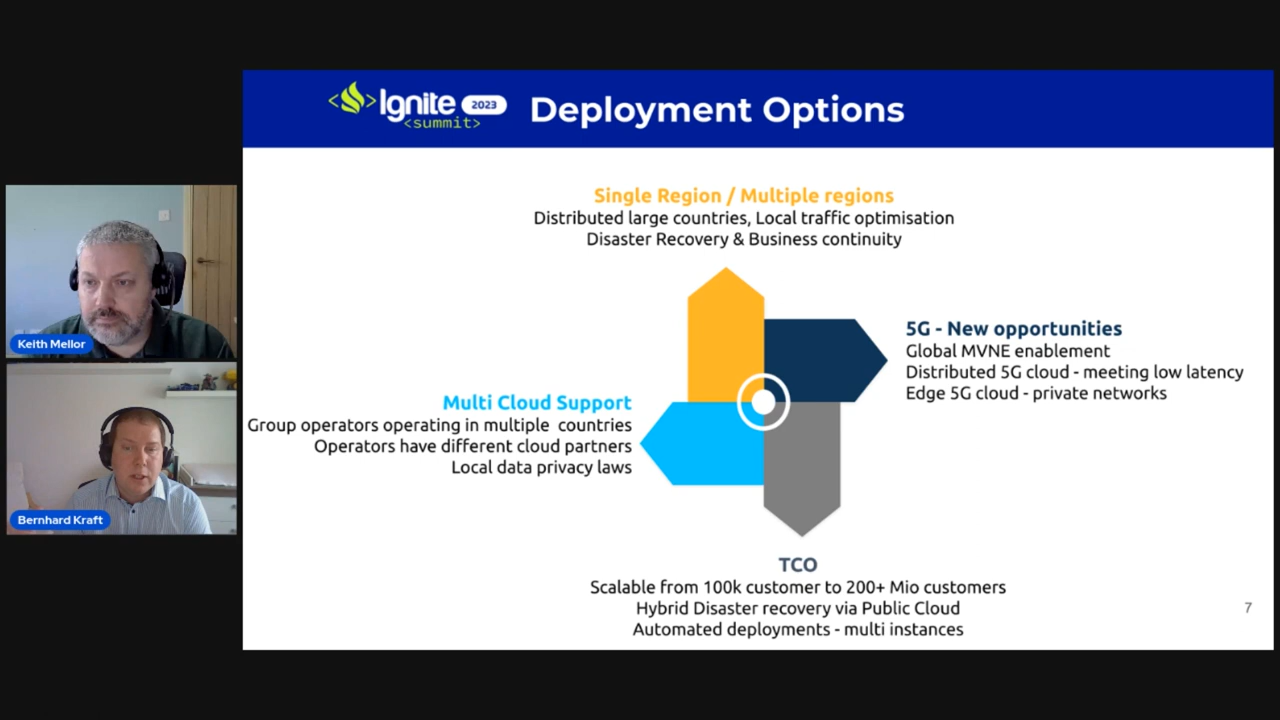 Ignite 2023
<summit>
Deployment Options
Single Region / Multiple regions
Distributed large countries, Local traffic optimisation
Disaster Recovery & Business continuity
5G - New opportunities
Global MVNE enablement
Distributed 5G cloud - meeting low latency
Edge 5G cloud - private networks
Multi Cloud Support
Group operators operating in multiple countries
Operators have different cloud partners
Local data privacy laws
TCO
Scalable from 100k customer to 200+ Mio customers
Hybrid Disaster recovery via Public Cloud
Automated deployments - multi instances
7
Keith Mellor
Bernhard Kraft